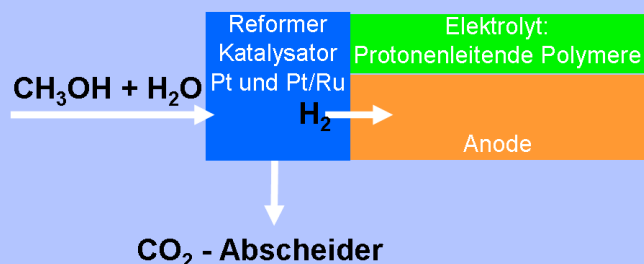 Reformer
Katalysator
Pt und Pt/Ru
Elektrolyt:
Protonenleitende Polymere
CH₃OH + H₂O
H₂
Anode
CO₂ - Abscheider